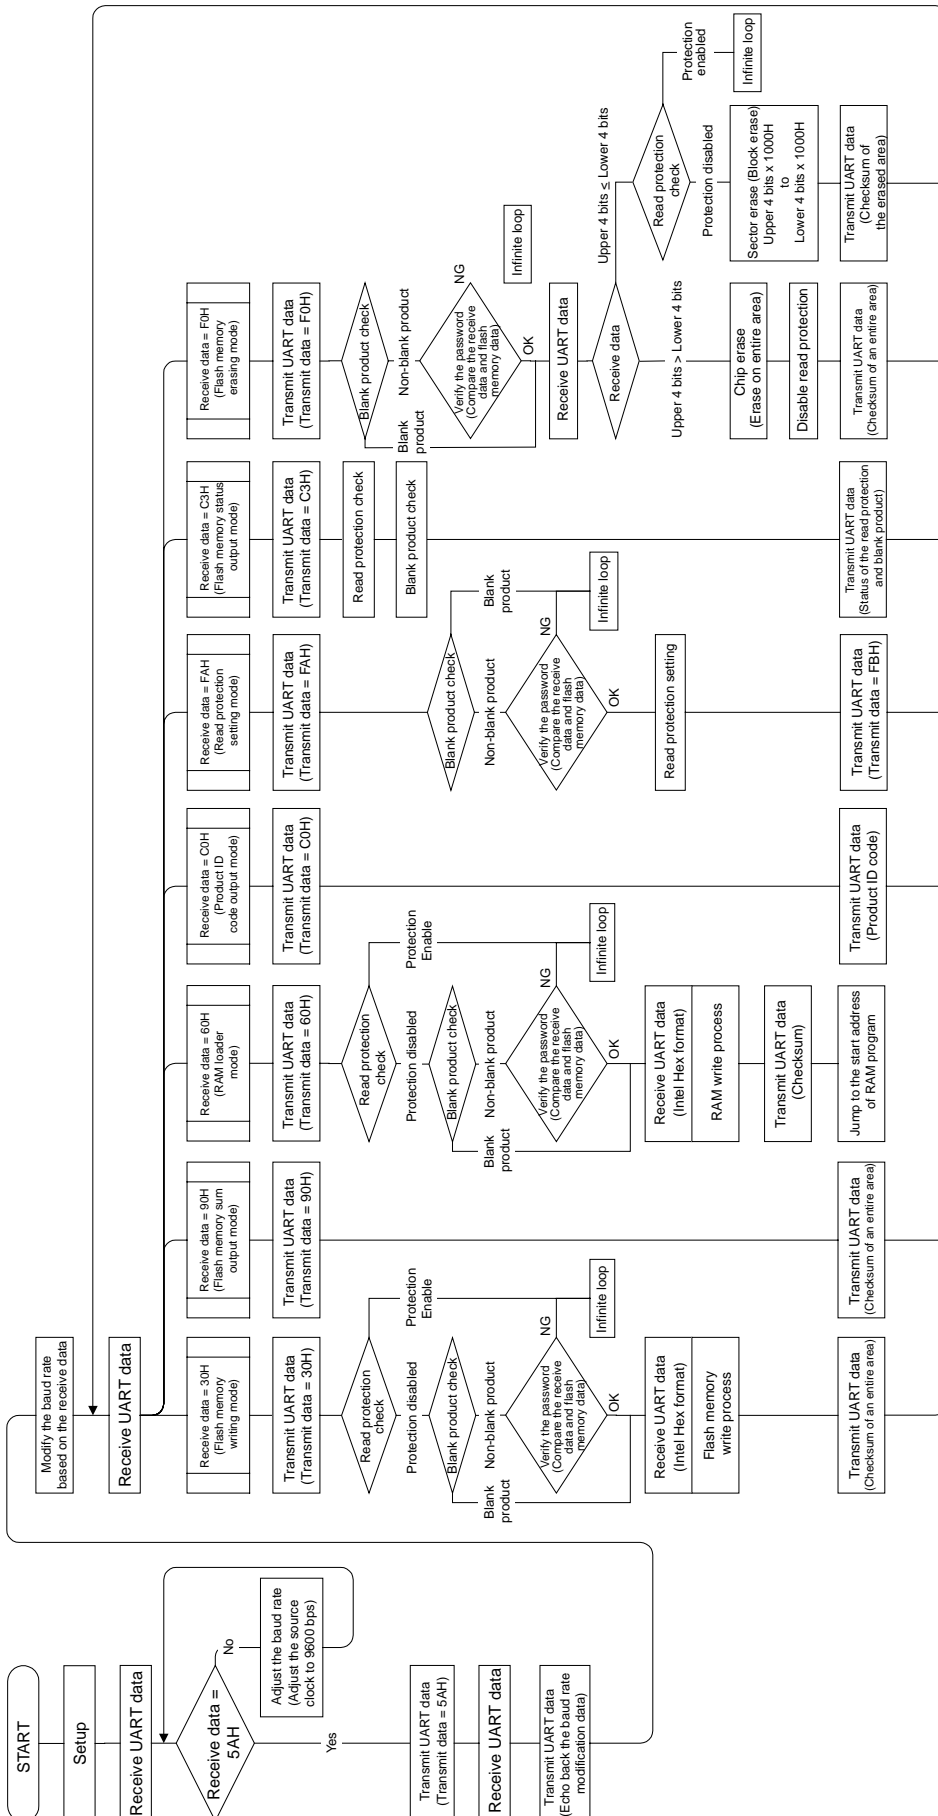 START
Setup
Receive UART data
Receive data =
5AH
No
Adjust the baud rate
(Adjust the source
clock to 9600 bps)
Yes
Transmit UART data
(Transmit data = 5AH)
Receive UART data
Transmit UART data
(Echo back the baud rate
modification data)
Modify the baud rate
based on the receive data
Receive UART data
Receive data = 30H
(Flash memory
writing mode)
Transmit UART data
(Transmit data = 30H)
Read protection
check
Protection
Enable
Protection disabled
Blank product check
Blank
product
Non-blank product
Verify the password
(Compare the receive
data and flash
memory data)
NG
Infinite loop
OK
Receive UART data
(Intel Hex format)
Flash memory
write process
Transmit UART data
(Checksum of an entire area)
Receive data = 90H
(Flash memory sum
output mode)
Transmit UART data
(Transmit data = 90H)
Transmit UART data
(Checksum of an entire area)
Receive data = 60H
(RAM loader
mode)
Transmit UART data
(Transmit data = 60H)
Read protection
check
Protection
Enable
Protection disabled
Blank product check
Blank
product
Non-blank product
Verify the password
(Compare the receive
data and flash
memory data)
NG
Infinite loop
OK
Receive UART data
(Intel Hex format)
RAM write process
Transmit UART data
(Checksum)
Jump to the start address
of RAM program
Receive data = C0H
(Product ID
code output mode)
Transmit UART data
(Transmit data = C0H)
Transmit UART data
(Product ID code)
Receive data = FAH
(Read protection
setting mode)
Transmit UART data
(Transmit data = FAH)
Blank product check
Blank
product
Non-blank product
Verify the password
(Compare the receive
data and flash
memory data)
NG
Infinite loop
OK
Read protection setting
Transmit UART data
(Transmit data = FBH)
Receive data = C3H
(Flash memory status
output mode)
Transmit UART data
(Transmit data = C3H)
Read protection check
Blank product check
Transmit UART data
(Status of the read protection
and blank product)
Receive data = F0H
(Flash memory
erasing mode)
Transmit UART data
(Transmit data = F0H)
Blank product check
Blank
product
Non-blank product
Verify the password
(Compare the receive
data and flash
memory data)
NG
Infinite loop
OK
Receive UART data
Receive data
Upper 4 bits > Lower 4 bits
Upper 4 bits ≤ Lower 4 bits
Chip erase
(Erase on entire area)
Disable read protection
Transmit UART data
(Checksum of an entire area)
Read protection
check
Protection
enabled
Infinite loop
Protection disabled
Sector erase (Block erase)
Upper 4 bits x 1000H
to
Lower 4 bits x 1000H
Transmit UART data
(Checksum of
the erased area)